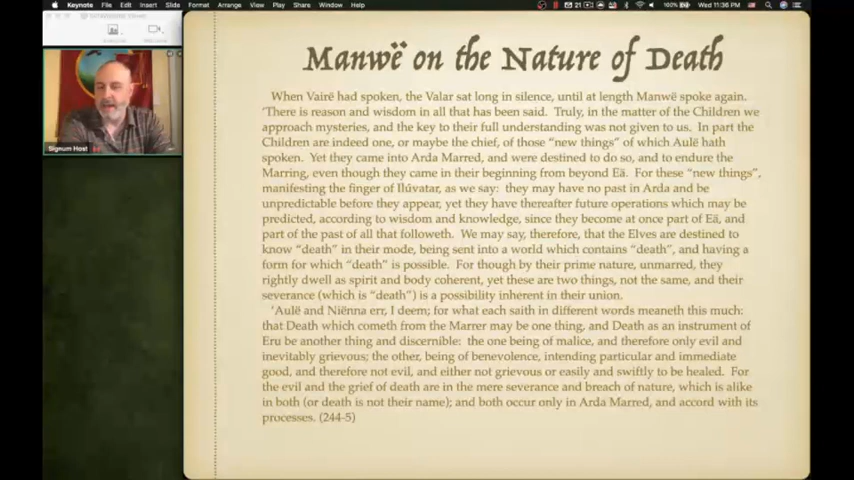 Keynote File Edit Insert Slide Format Arrange View Play Share Window Help 21 100% Wed 11:36 PM
Manwë on the Nature of Death
When Vairë had spoken, the Valar sat long in silence, until at length Manwë spoke again.
'There is reason and wisdom in all that has been said. Truly, in the matter of the Children we
approach mysteries, and the key to their full understanding was not given to us. In part the
Children are indeed one, or maybe the chief, of those "new things" of which Aulë hath
spoken. Yet they came into Arda Marred, and were destined to do so, and to endure the
Marring, even though they came in their beginning from beyond Eä. For these "new things",
manifesting the finger of Ilúvatar, as we say: they may have no past in Arda and be
unpredictable before they appear, yet they have thereafter future operations which may be
predicted, according to wisdom and knowledge, since they become at once part of Eä, and
part of the past of all that followeth. We may say, therefore, that the Elves are destined to
know "death" in their mode, being sent into a world which contains "death", and having a
form for which "death" is possible. For though by their prime nature, unmarred, they
rightly dwell as spirit and body coherent, yet these are two things, not the same, and their
severance (which is "death") is a possibility inherent in their union.
'Aulë and Niënna err, I deem; for what each saith in different words meaneth this much:
that Death which cometh from the Marrer may be one thing, and Death as an instrument of
Eru be another thing and discernible: the one being of malice, and therefore only evil and
inevitably grievous; the other, being of benevolence, intending particular and immediate
good, and therefore not evil, and either not grievous or easily and swiftly to be healed. For
the evil and the grief of death are in the mere severance and breach of nature, which is alike
in both (or death is not their name); and both occur only in Arda Marred, and accord with its
processes. (244-5)
Signum Host